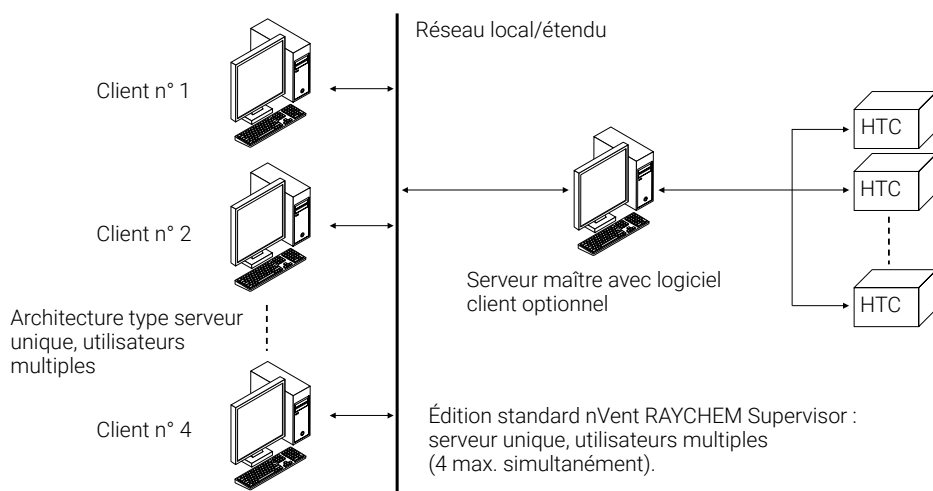 Réseau local/étendu
Client n° 1
HTC
HTC
Client n° 2
Serveur maître avec logiciel
client optionnel
HTC
Architecture type serveur
unique, utilisateurs
multiples
Client n° 4
Édition standard nVent RAYCHEM Supervisor :
serveur unique, utilisateurs multiples
(4 max. simultanément).